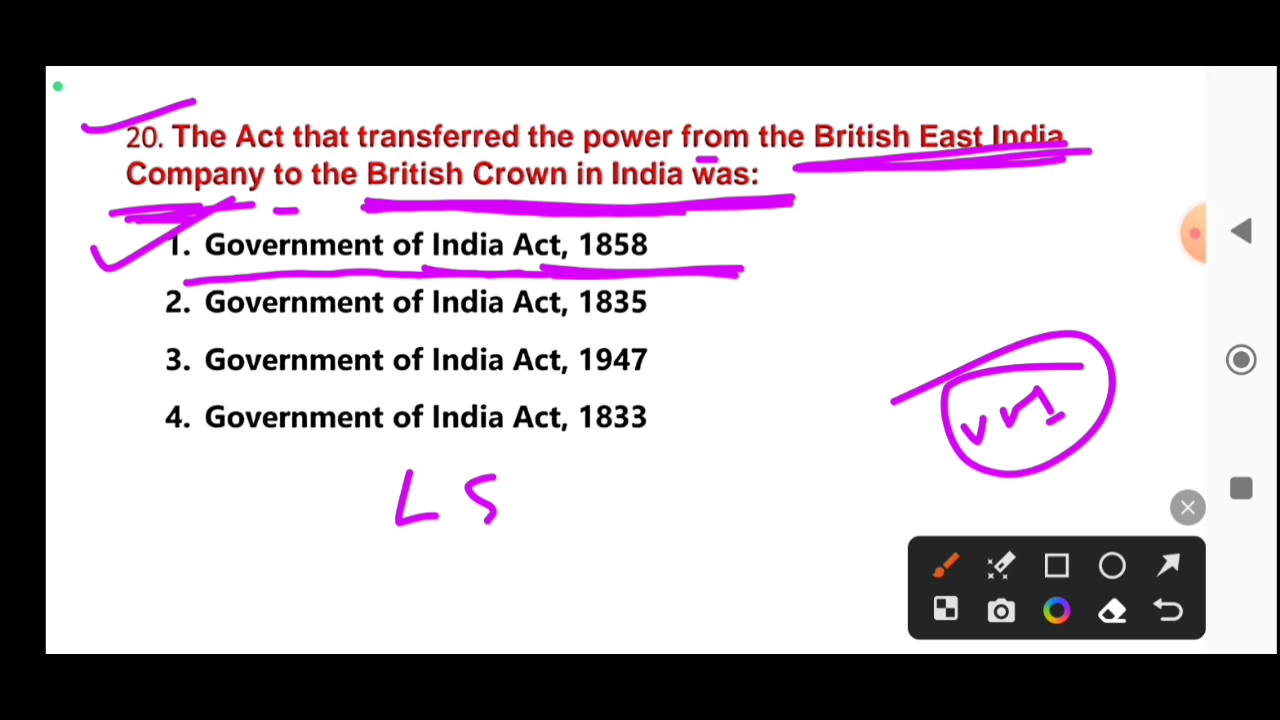 20. The Act that transferred the power from the British East India
Company to the British Crown in India was:
1. Government of India Act, 1858
2. Government of India Act, 1835
3. Government of India Act, 1947
4. Government of India Act, 1833
LS